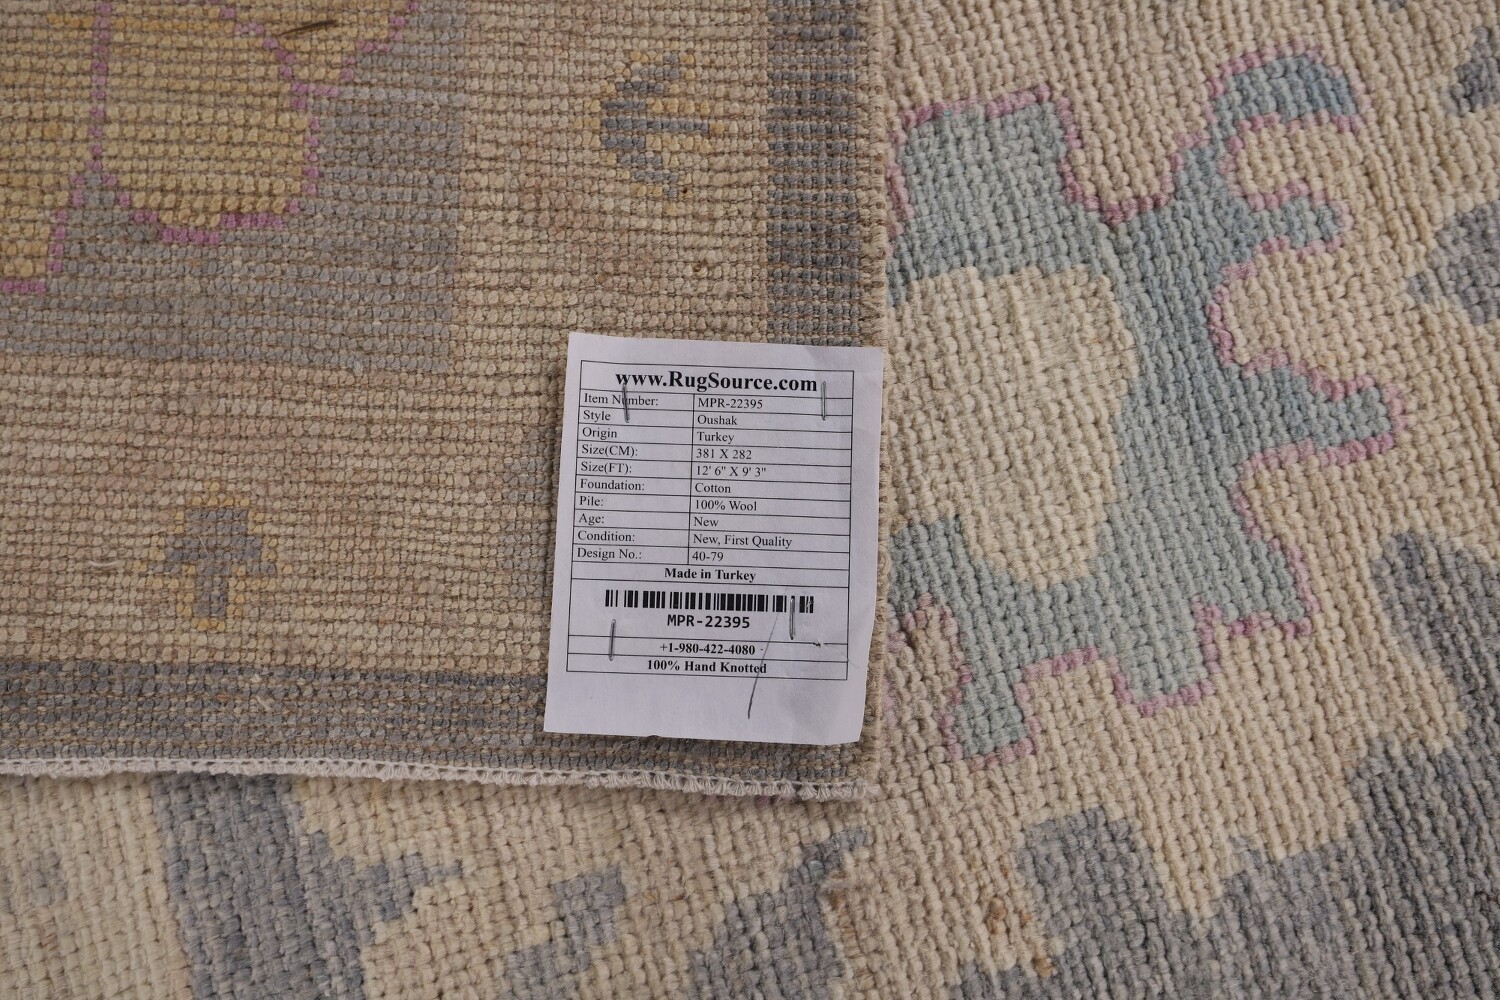 www.RugSource.com
Item Number: MPR-22395
Style Oushak
Origin Turkey
Size(CM): 381 X 282
Size(FT): 12' 6" X 9' 3"
Foundation: Cotton
Pile: 100% Wool
Age: New
Condition: New, First Quality
Design No.: 40-79
Made in Turkey
MPR-22395
+1-980-422-4080
100% Hand Knotted